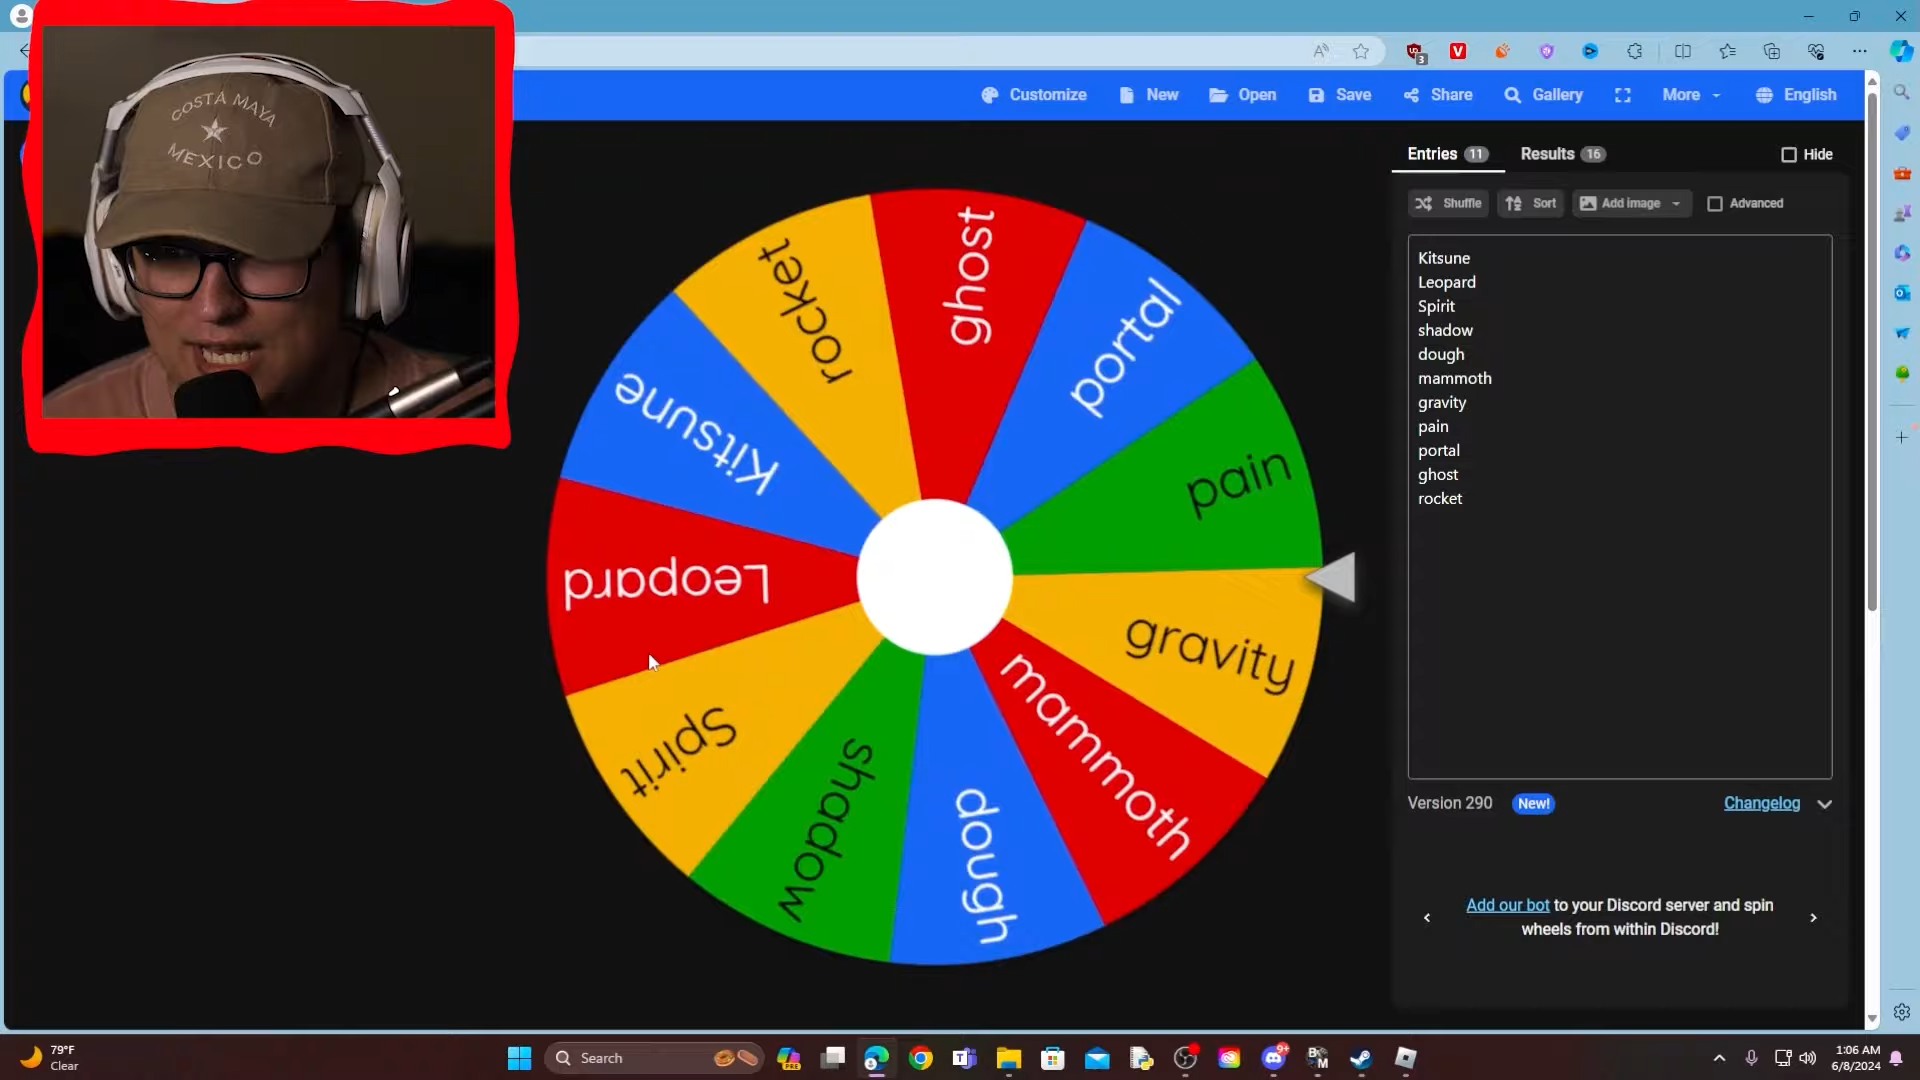 COSTA MAYA
MEXICO
3
Customize
New
Open
Save
Share
Gallery
More
English
Entries 11
Results 16
Hide
Shuffle
Sort
Add image
Advanced
Kitsune
Leopard
Spirit
shadow
dough
mammoth
gravity
pain
portal
ghost
rocket
ghost
portal
pain
gravity
mammoth
dough
shadow
Spirit
Leopard
Kitsune
rocket
Version 290
New!
Changelog
Add our bot to your Discord server and spin
wheels from within Discord!
79°F
Clear
Search
PRE
9+
1:06 AM
6/8/2024